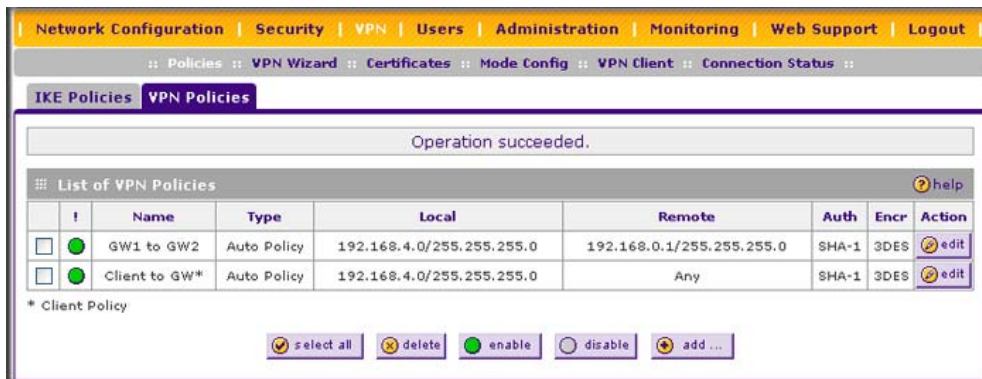 Network Configuration | Security | VPN | Users | Administration | Monitoring | Web Support | Logout
:: Policies :: VPN Wizard :: Certificates :: Mode Config :: VPN Client :: Connection Status ::
IKE Policies VPN Policies
Operation succeeded.
List of VPN Policies ? help
! Name Type Local Remote Auth Encr Action
GW1 to GW2 Auto Policy 192.168.4.0/255.255.255.0 192.168.0.1/255.255.255.0 SHA-1 3DES edit
Client to GW* Auto Policy 192.168.4.0/255.255.255.0 Any SHA-1 3DES edit
* Client Policy
select all delete enable disable add ...